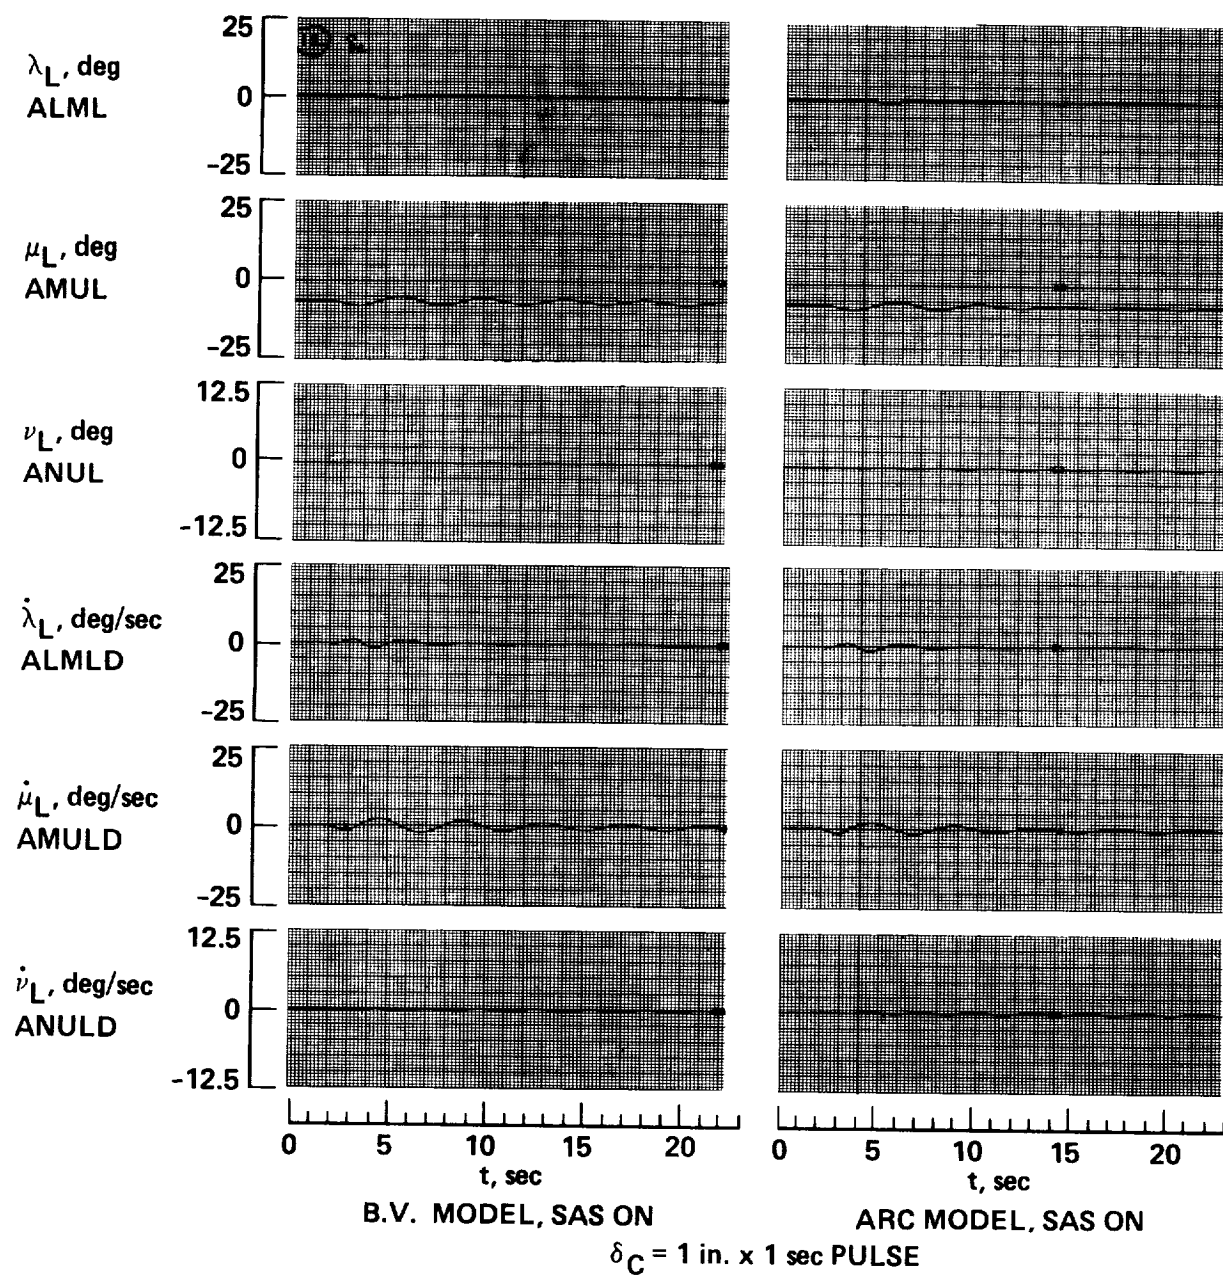 25
λL, deg
ALML
0
-25
25
μL, deg
AMUL
0
-25
12.5
νL, deg
ANUL
0
-12.5
25
λ̇L, deg/sec
ALMLD
0
-25
25
μ̇L, deg/sec
AMULD
0
-25
12.5
ν̇L, deg/sec
ANULD
0
-12.5
0 5 10 15 20
t, sec
B.V. MODEL, SAS ON
0 5 10 15 20
t, sec
ARC MODEL, SAS ON
δC = 1 in. x 1 sec PULSE